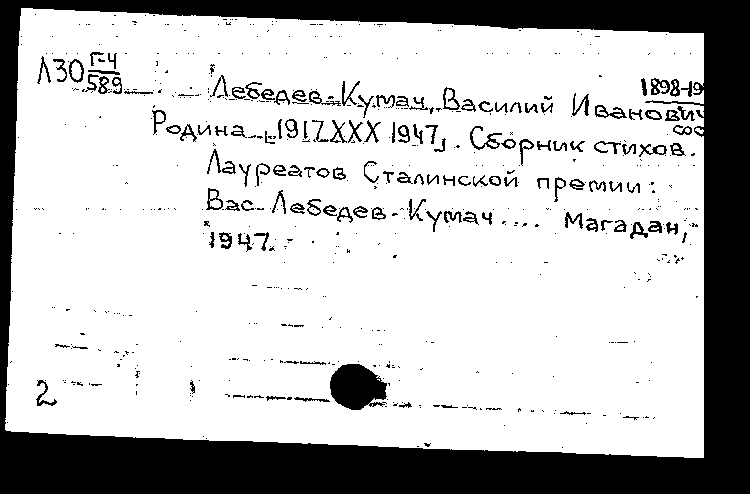 Л30 Г-4/589
Лебедев-Кумач, Василий Иванович 1898-19
Родина [1917 XXX 1947]. Сборник стихов. сос
Лауреатов Сталинской премии:
Вас. Лебедев-Кумач .... Магадан,
1947.
2